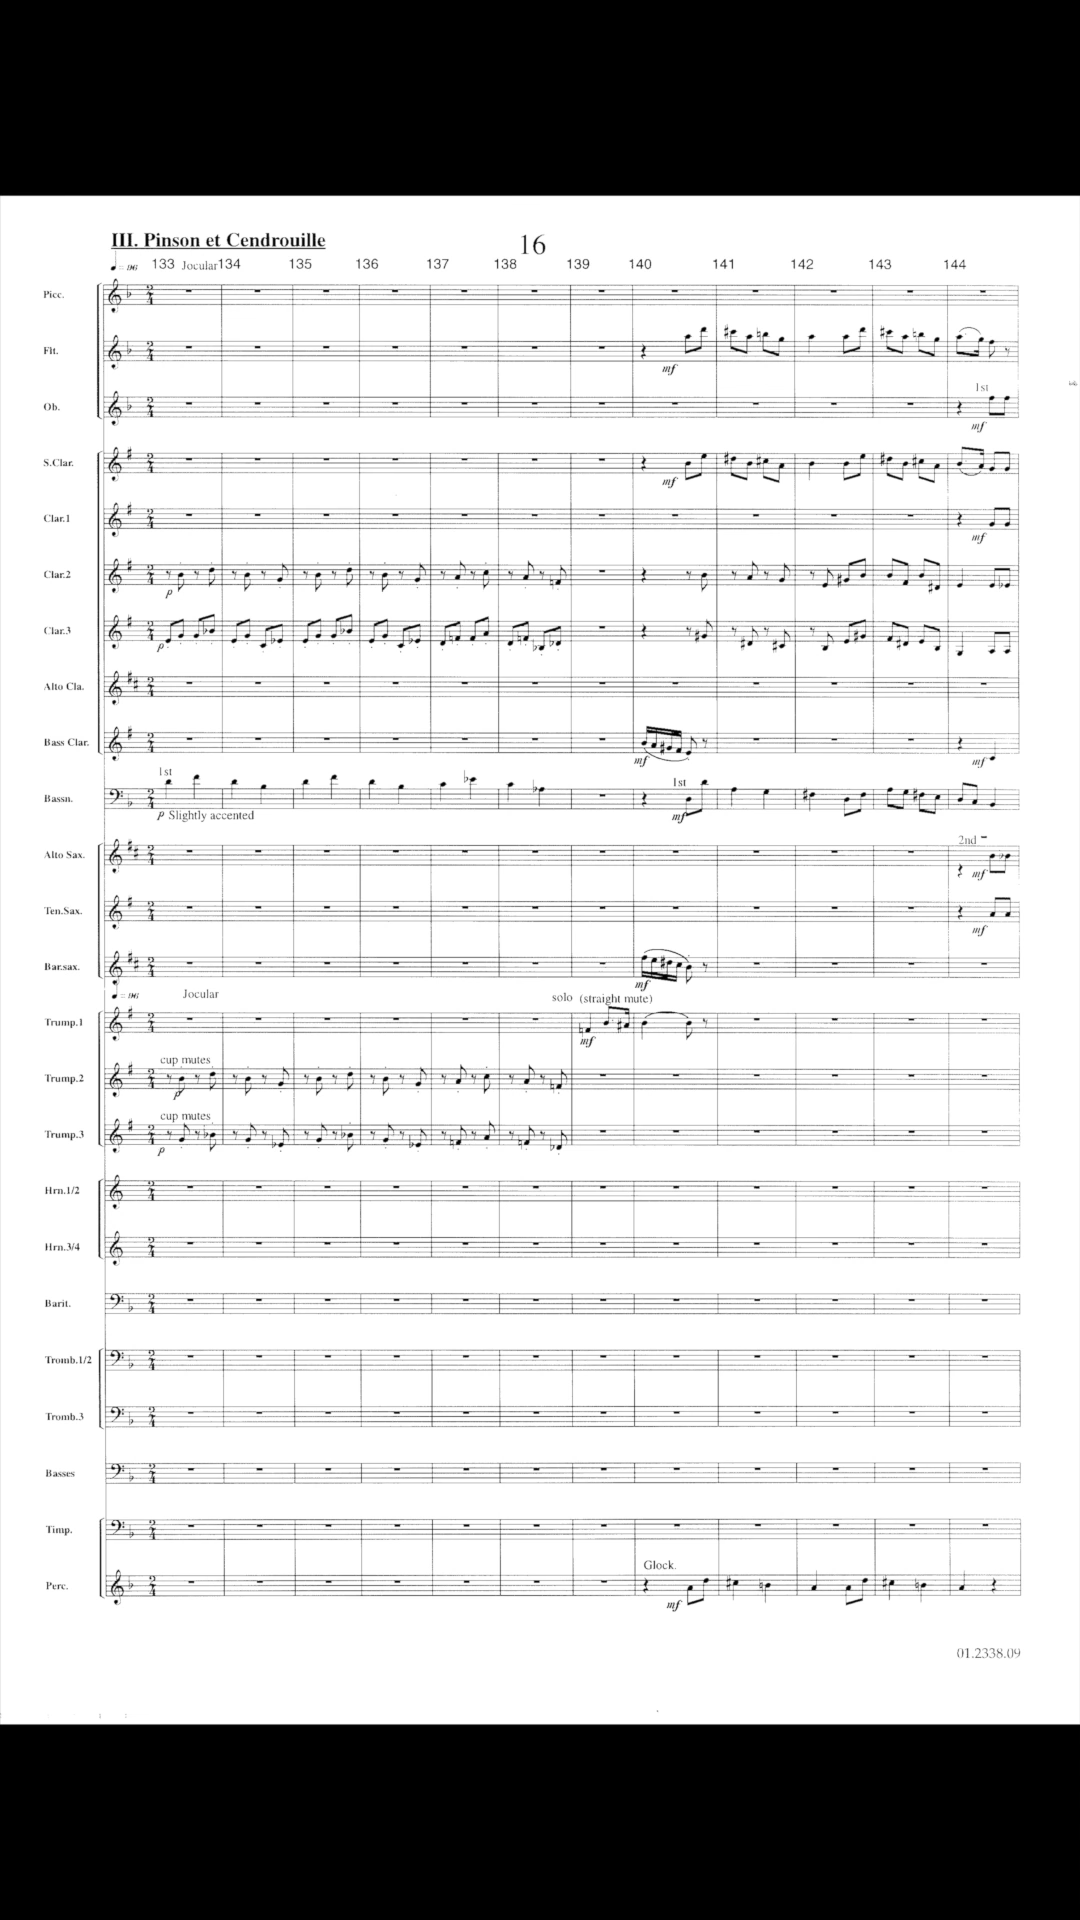 III. Pinson et Cendrouille
16
♩ = 96 133 Jocular 134 135 136 137 138 139 140 141 142 143 144
Picc.
Flt.
mf
Ob.
1st
mf
S.Clar.
mf
Clar.1
mf
Clar.2
p
Clar.3
p
Alto Cla.
Bass Clar.
mf mf
1st 1st
Bassn.
p Slightly accented mf
Alto Sax.
2nd
mf
Ten.Sax.
mf
Bar.sax.
mf
♩ = 96 Jocular solo (straight mute)
Trump.1
mf
cup mutes
Trump.2
p
cup mutes
Trump.3
p
Hrn.1/2
Hrn.3/4
Barit.
Tromb.1/2
Tromb.3
Basses
Timp.
Glock.
Perc.
mf
01.2338.09